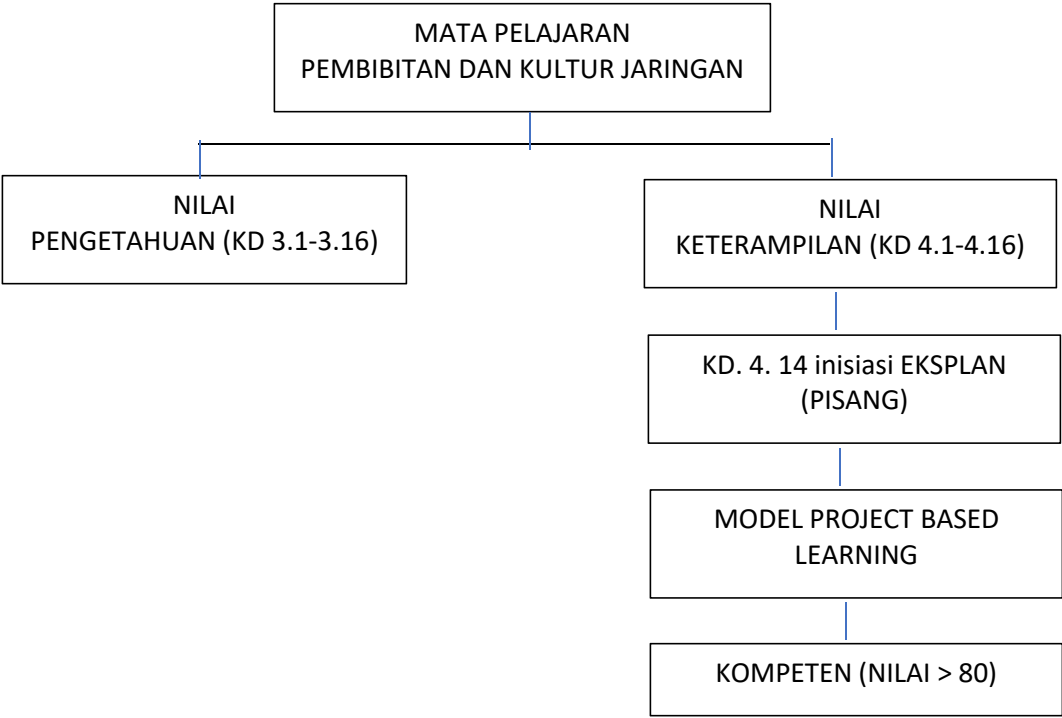 MATA PELAJARAN
PEMBIBITAN DAN KULTUR JARINGAN
NILAI
PENGETAHUAN (KD 3.1-3.16)
NILAI
KETERAMPILAN (KD 4.1-4.16)
KD. 4. 14 inisiasi EKSPLAN
(PISANG)
MODEL PROJECT BASED
LEARNING
KOMPETEN (NILAI > 80)